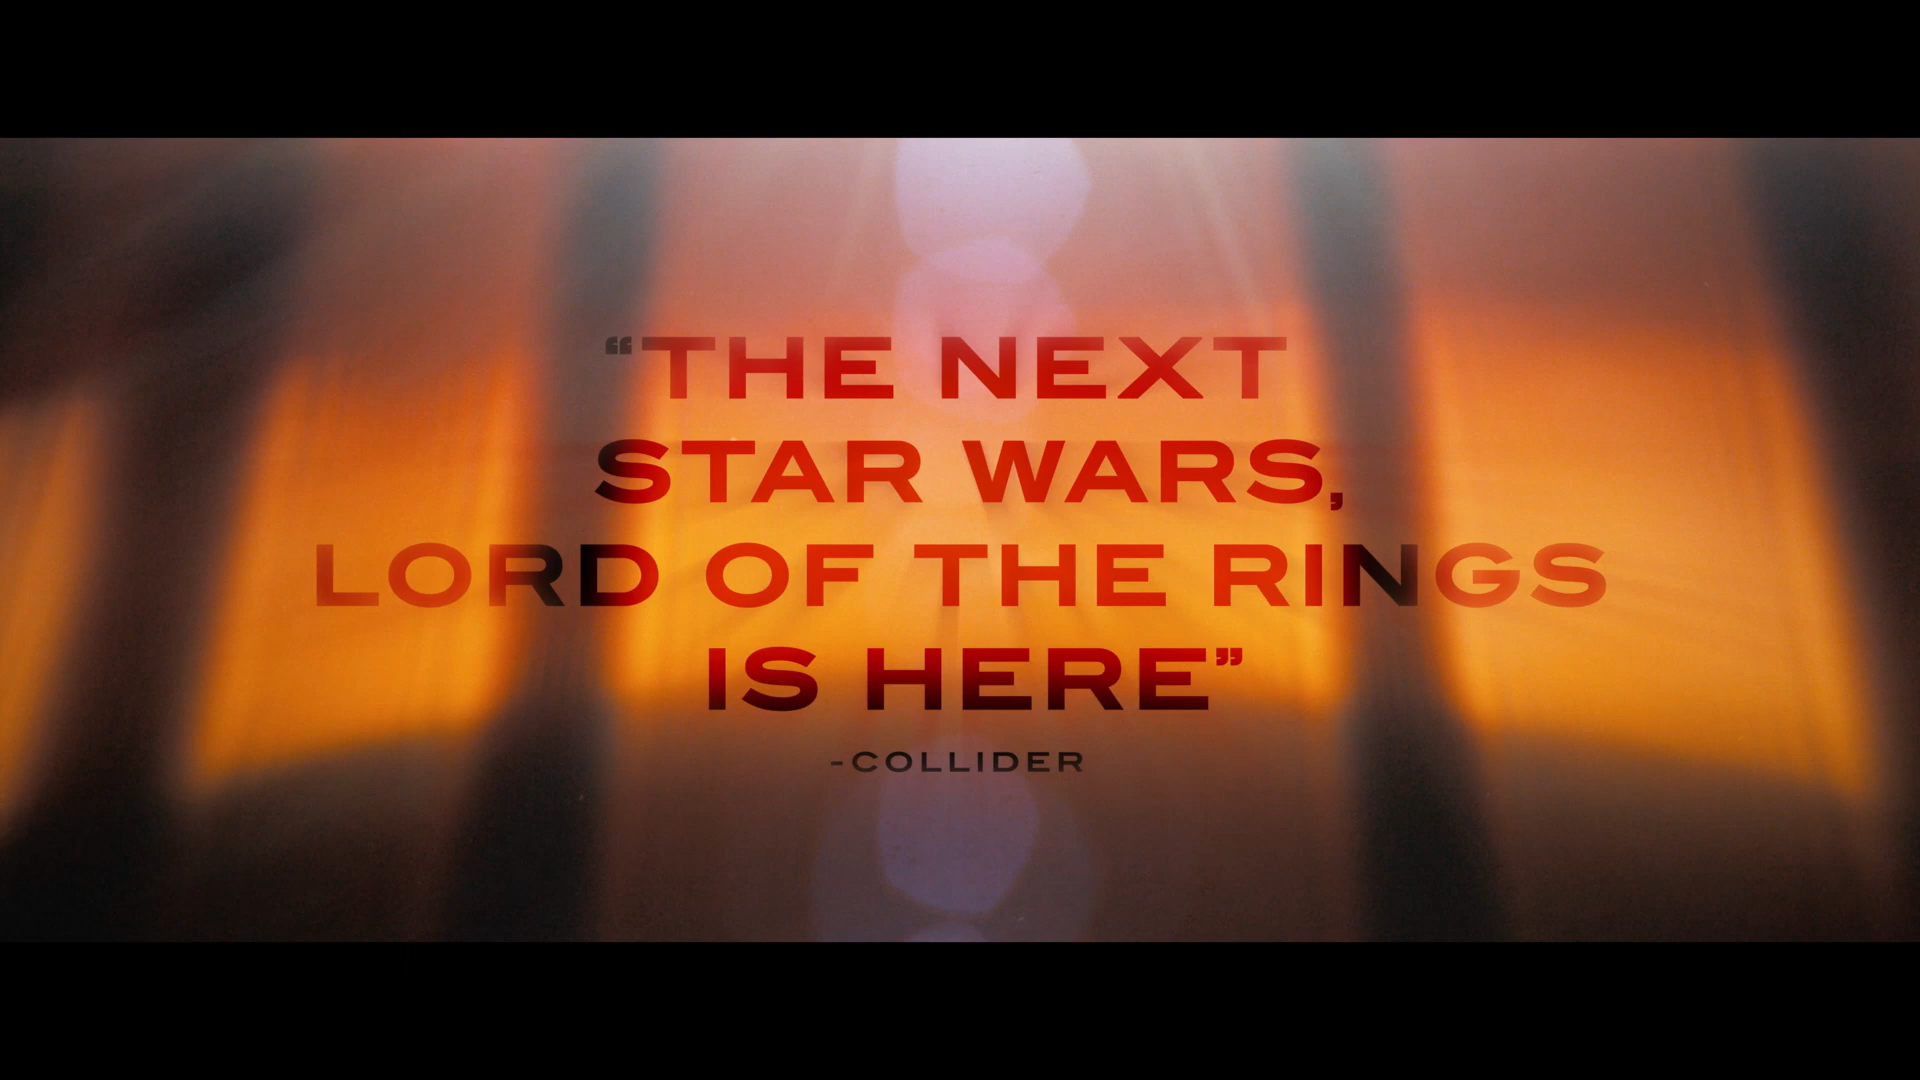 “THE NEXT
STAR WARS,
LORD OF THE RINGS
IS HERE”
-COLLIDER